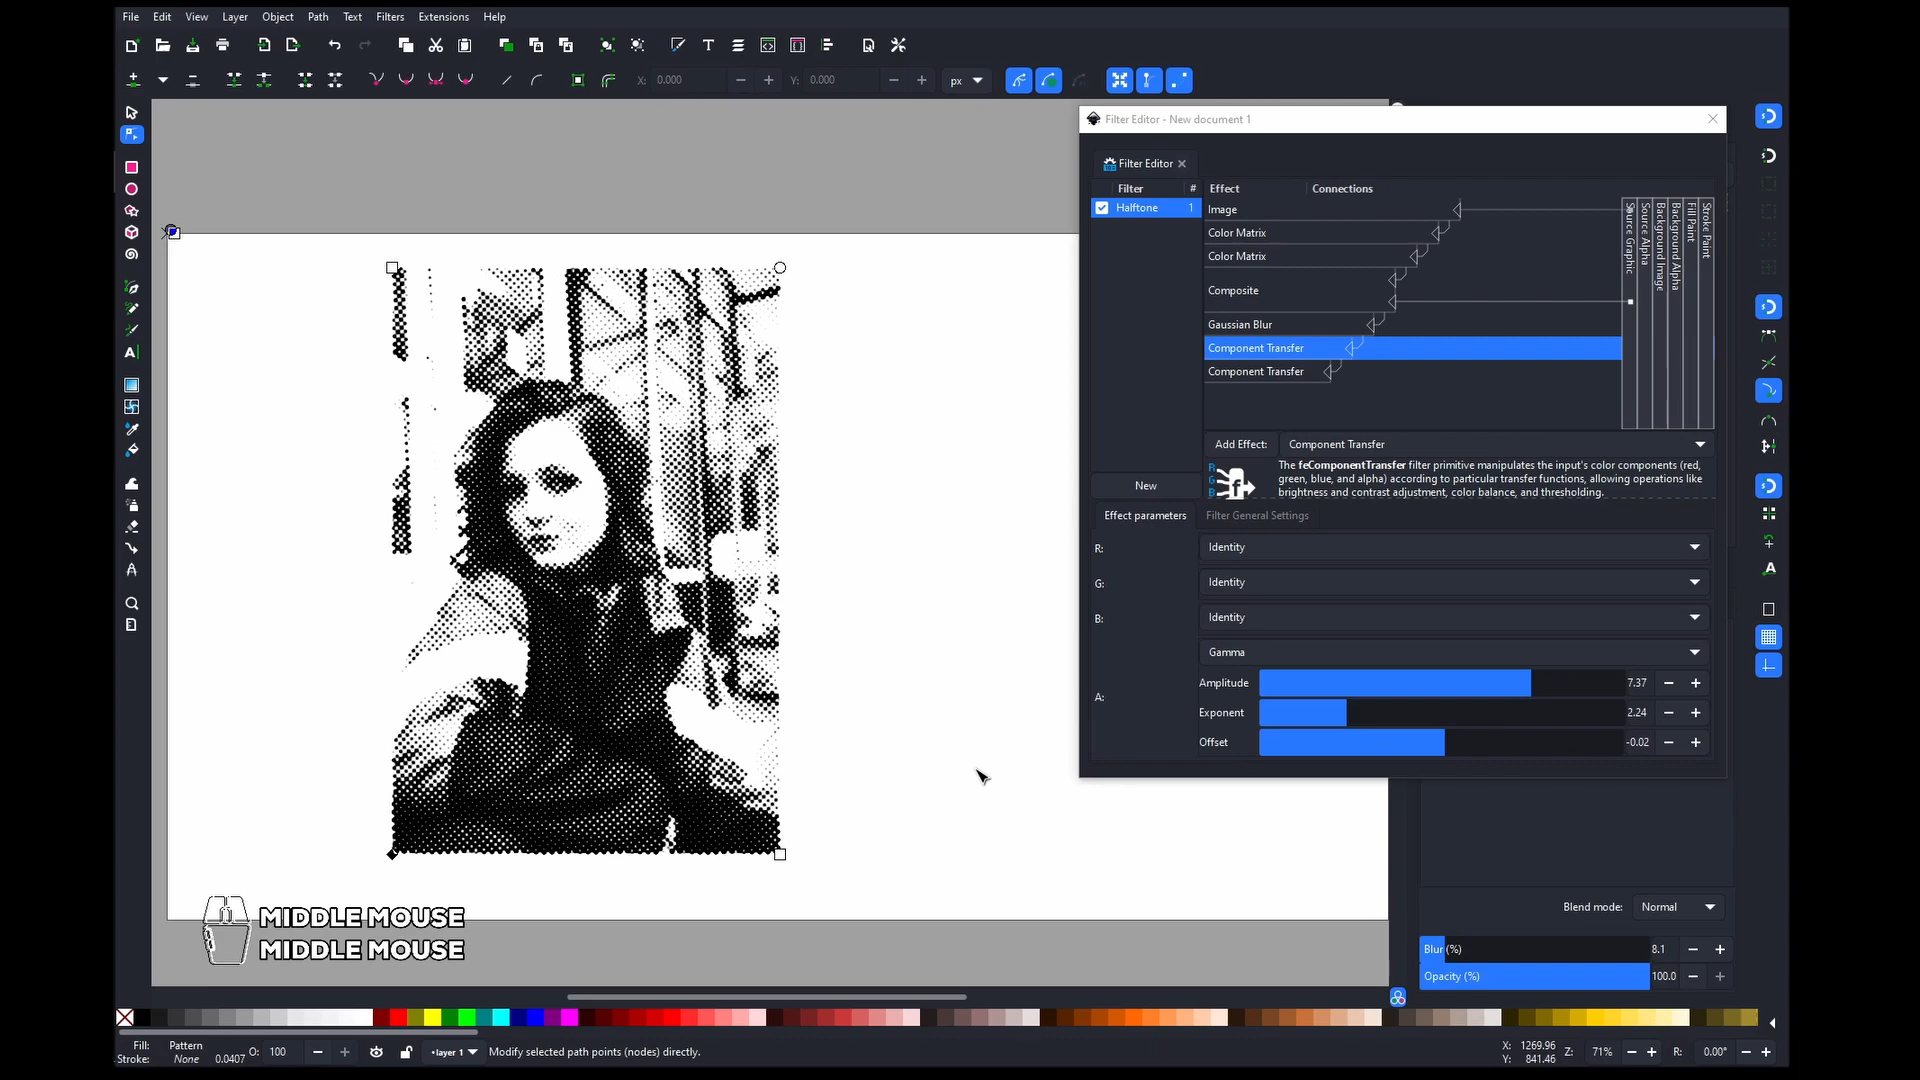 File Edit View Layer Object Path Text Filters Extensions Help
X: 0.000 Y: 0.000 px
Filter Editor - New document 1
Filter Editor
Filter # Effect Connections
Halftone 1
Image
Color Matrix
Color Matrix
Composite
Gaussian Blur
Component Transfer
Component Transfer
Source Graphic
Source Alpha
Background Image
Background Alpha
Fill Paint
Stroke Paint
Add Effect: Component Transfer
The feComponentTransfer filter primitive manipulates the input's color components (red,
green, blue, and alpha) according to particular transfer functions, allowing operations like
brightness and contrast adjustment, color balance, and thresholding.
New
Effect parameters Filter General Settings
R: Identity
G: Identity
B: Identity
Gamma
A:
Amplitude 7.37
Exponent 2.24
Offset -0.02
MIDDLE MOUSE
MIDDLE MOUSE
Blend mode: Normal
Blur (%) 8.1
Opacity (%) 100.0
Fill: Pattern
Stroke: None 0.0407 O: 100
layer 1 Modify selected path points (nodes) directly.
X: 1269.96
Y: 841.46
Z: 71% R: 0.00°